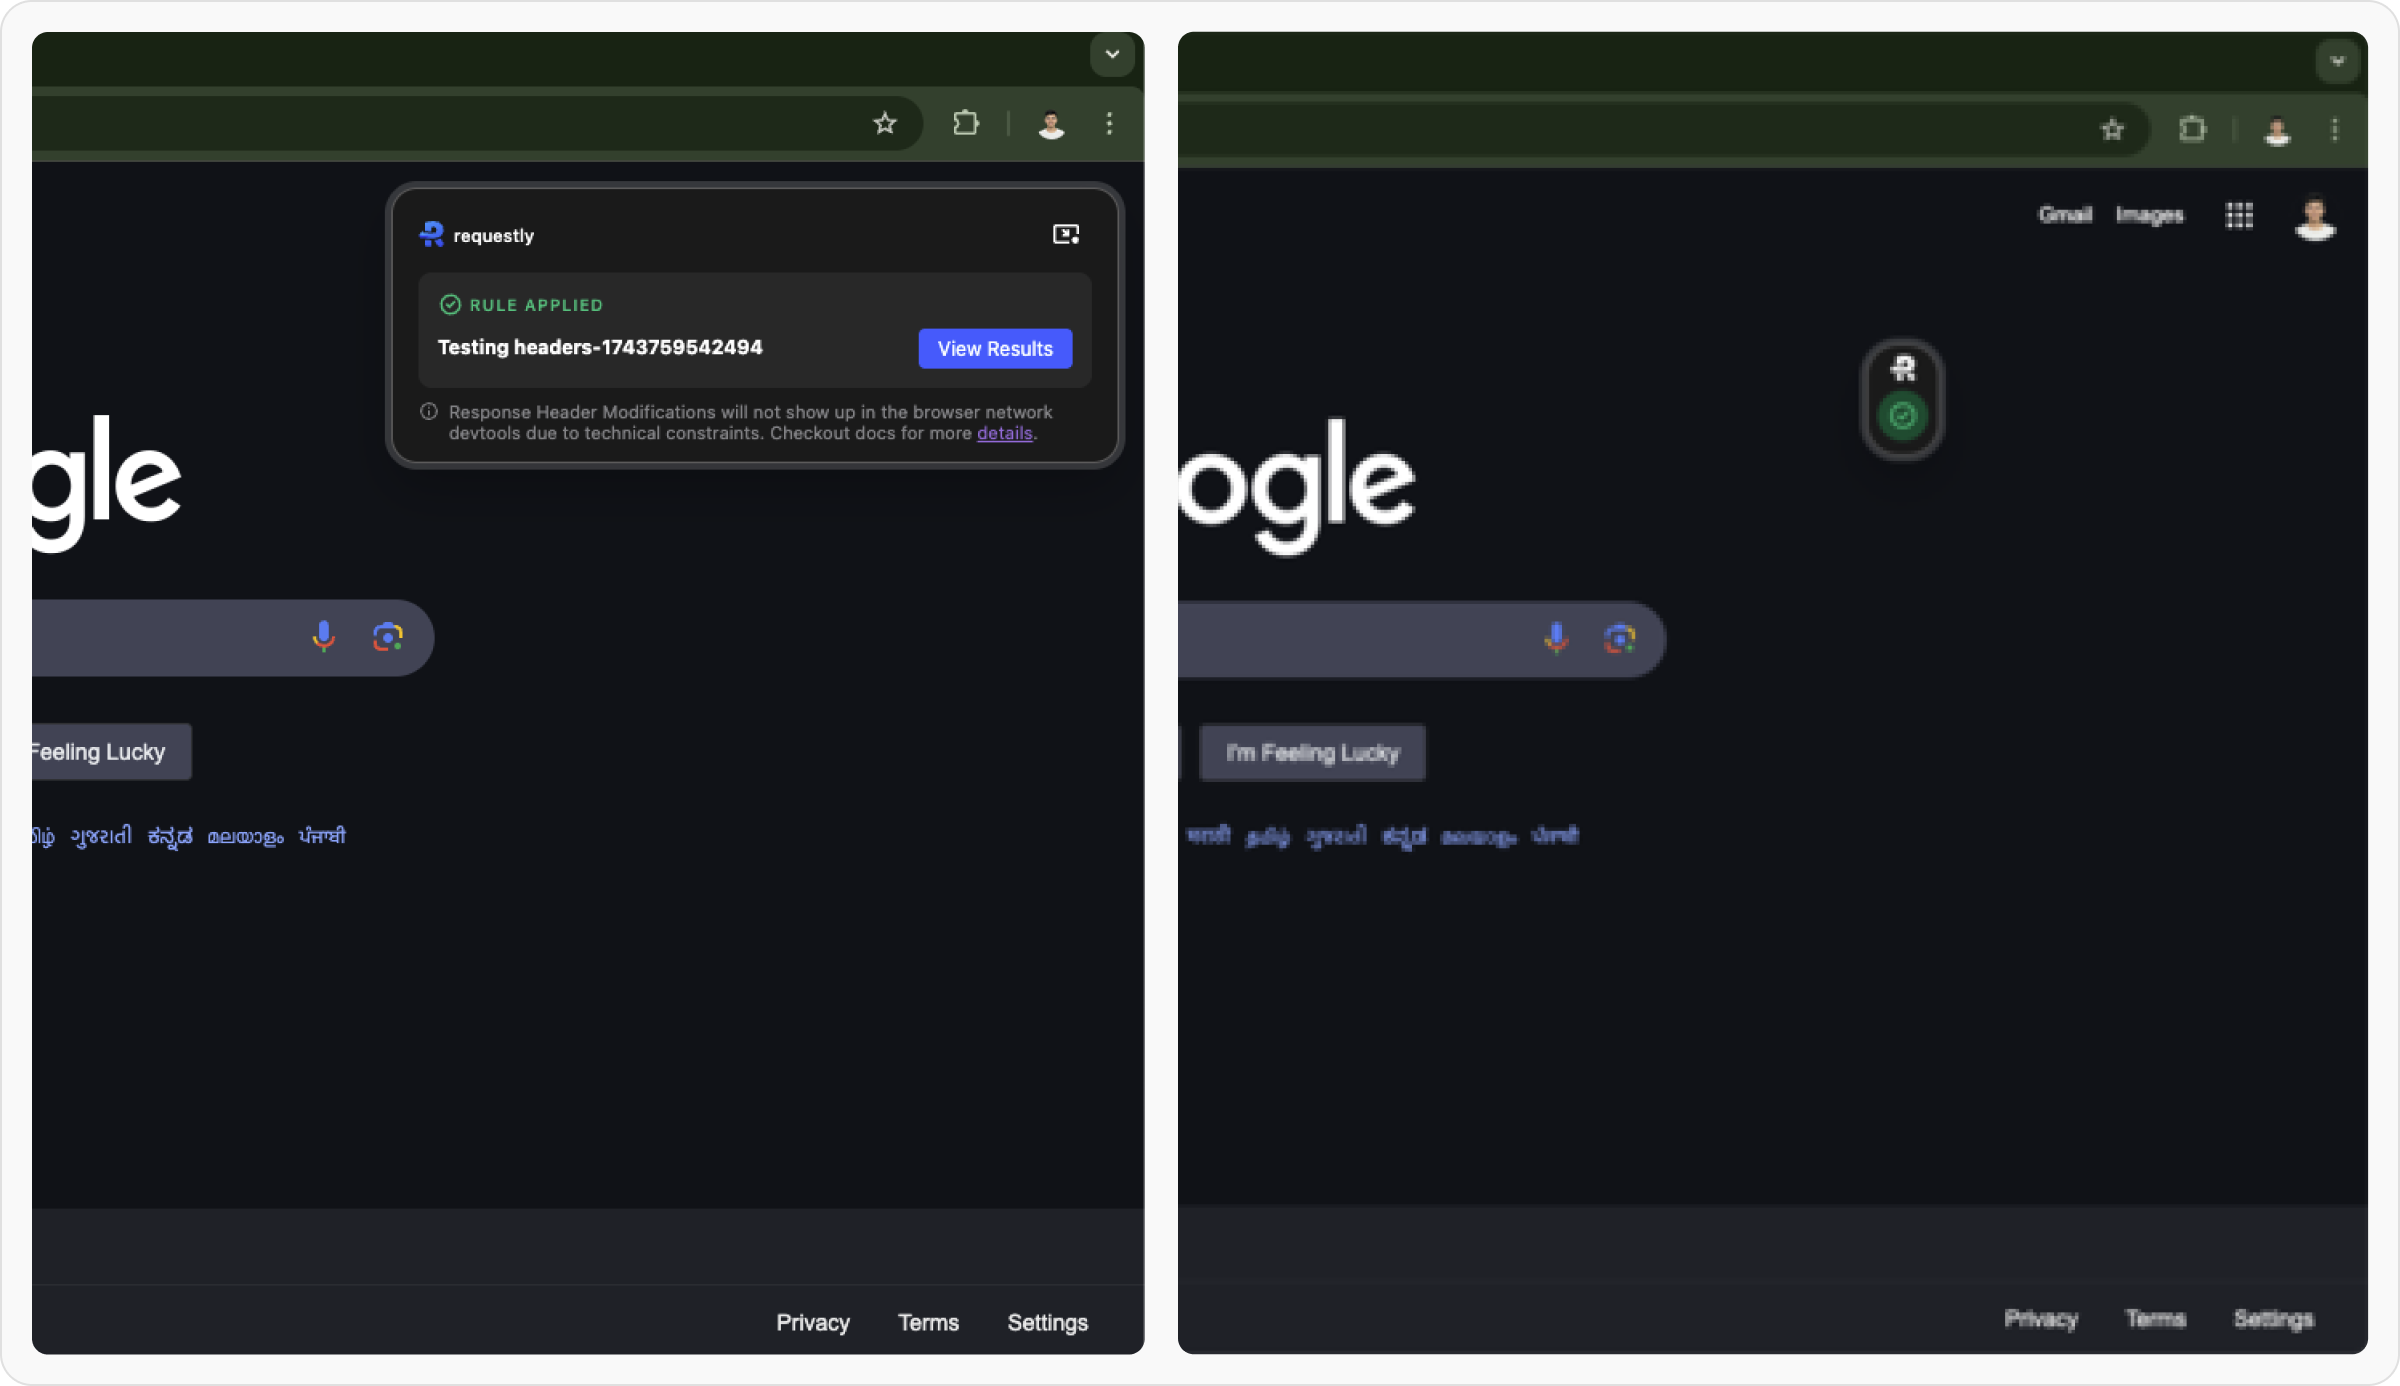 requestly
RULE APPLIED
Testing headers-1743759542494
View Results
Response Header Modifications will not show up in the browser network
devtools due to technical constraints. Checkout docs for more details.
gle
Feeling Lucky
ગુજરાતી ಕನ್ನಡ മലയാളം ਪੰਜਾਬੀ
Privacy Terms Settings
Gmail Images
ogle
I'm Feeling Lucky
मराठी தமிழ் ગુજરાતી ಕನ್ನಡ മലയാളം ਪੰਜਾਬੀ
Privacy Terms Settings